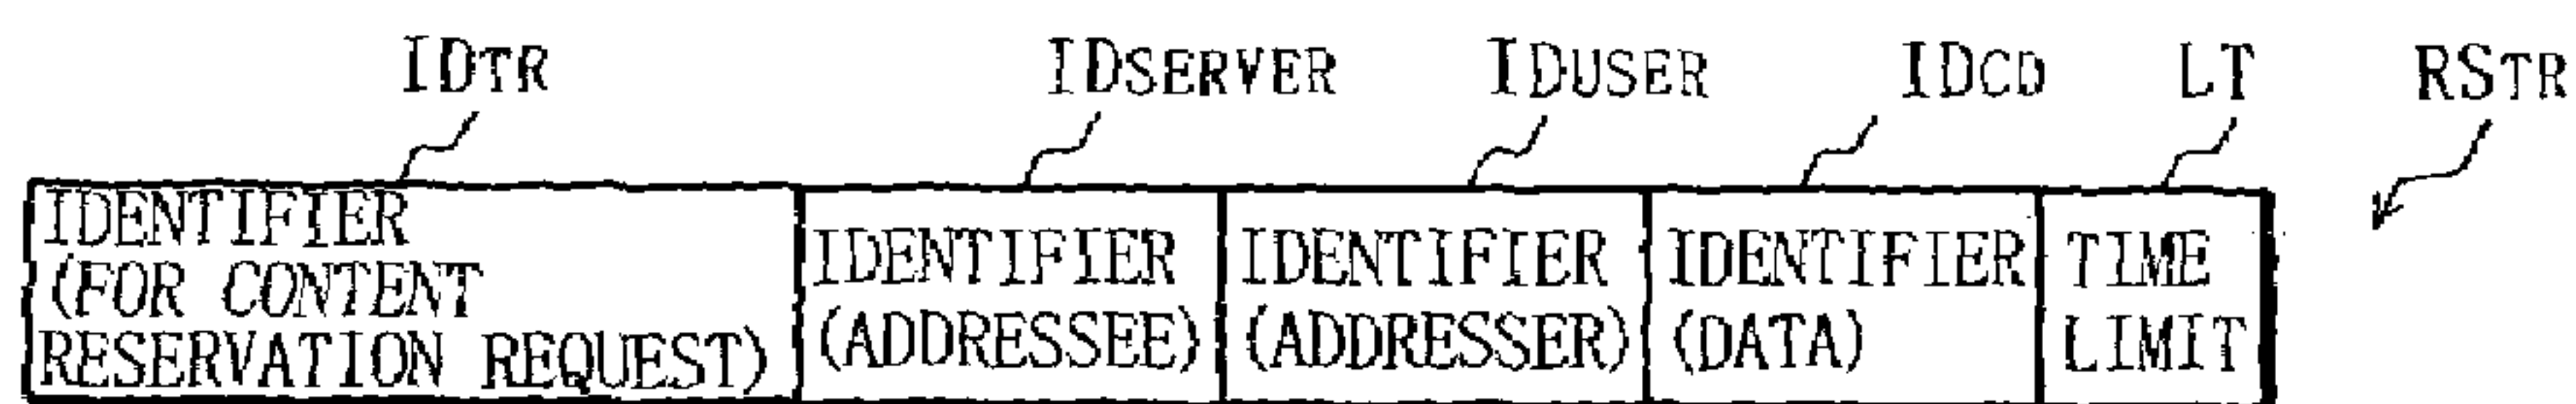 IDTR IDSERVER IDUSER IDCD LT RSTR
IDENTIFIER
(FOR CONTENT
RESERVATION REQUEST)
IDENTIFIER
(ADDRESSEE)
IDENTIFIER
(ADDRESSER)
IDENTIFIER
(DATA)
TIME
LIMIT